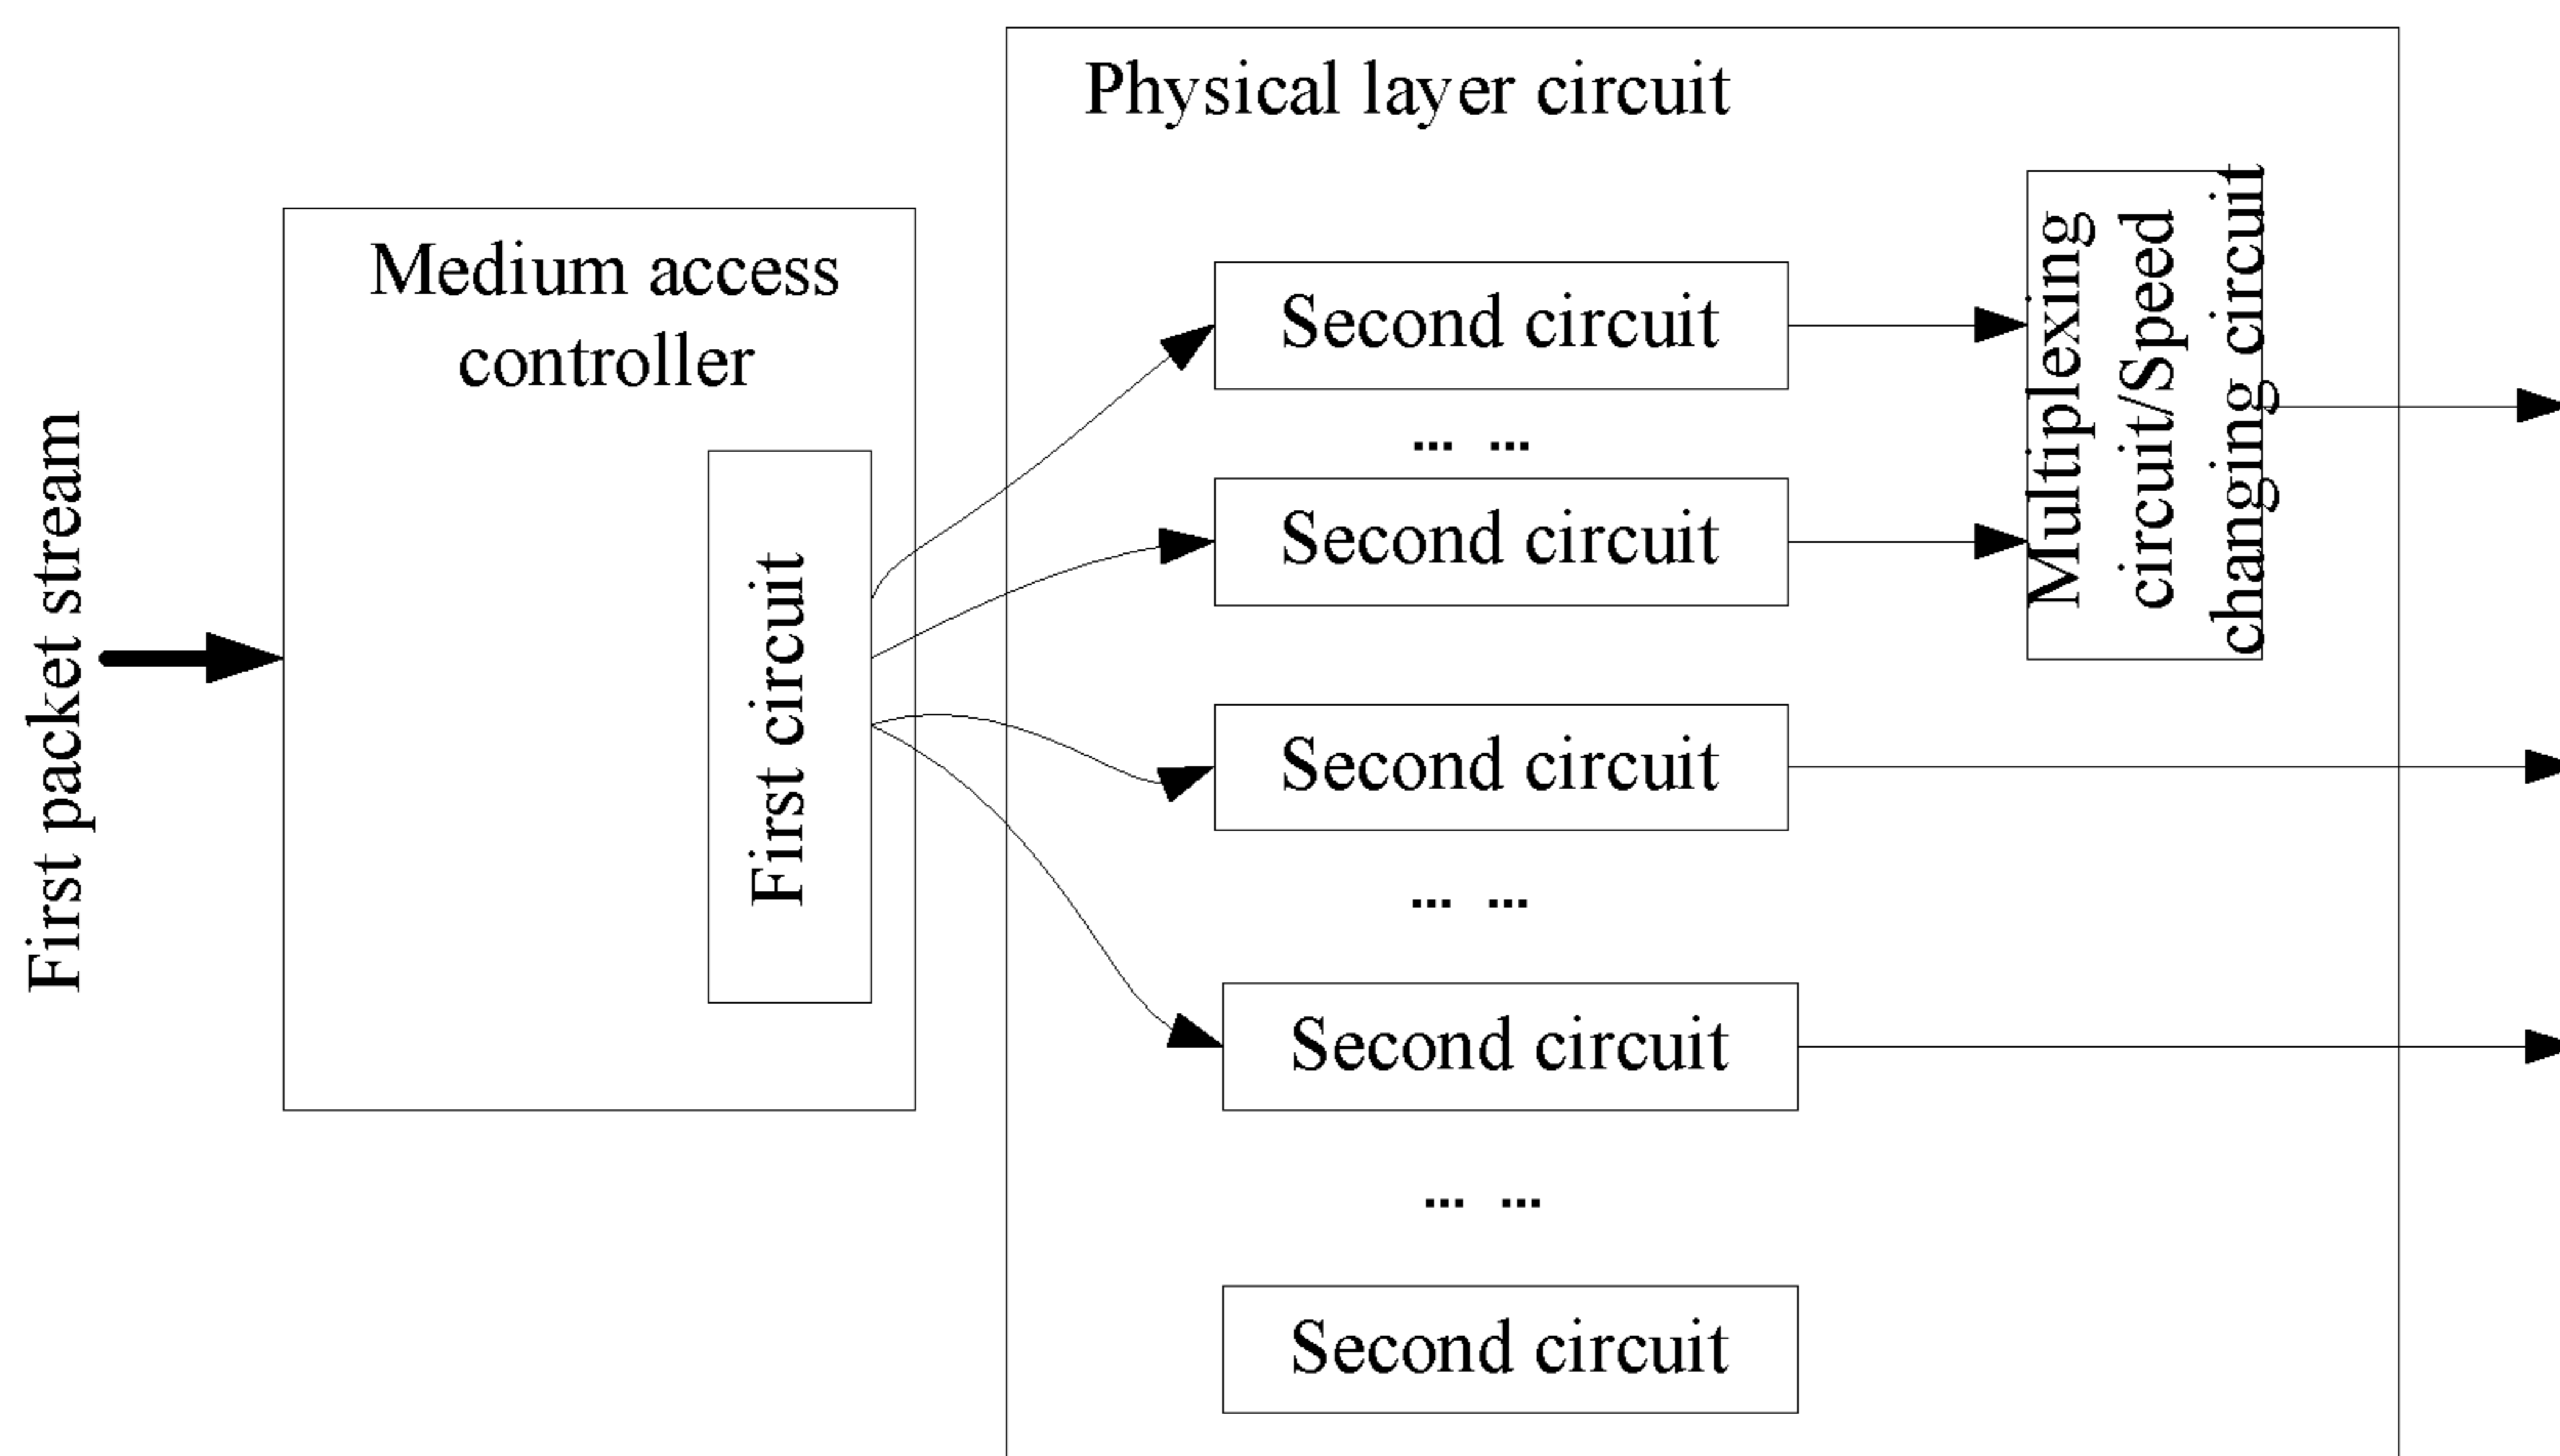 Physical layer circuit
Medium access
controller
First packet stream
First circuit
Second circuit
... ...
Second circuit
Multiplexing
circuit/Speed
changing circuit
Second circuit
... ...
Second circuit
... ...
Second circuit